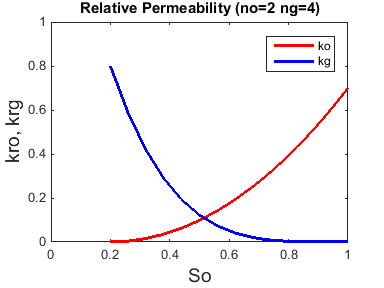 Relative Permeability (no=2 ng=4)
ko
kg
1
0.8
0.6
0.4
0.2
0
kro, krg
0 0.2 0.4 0.6 0.8 1
So